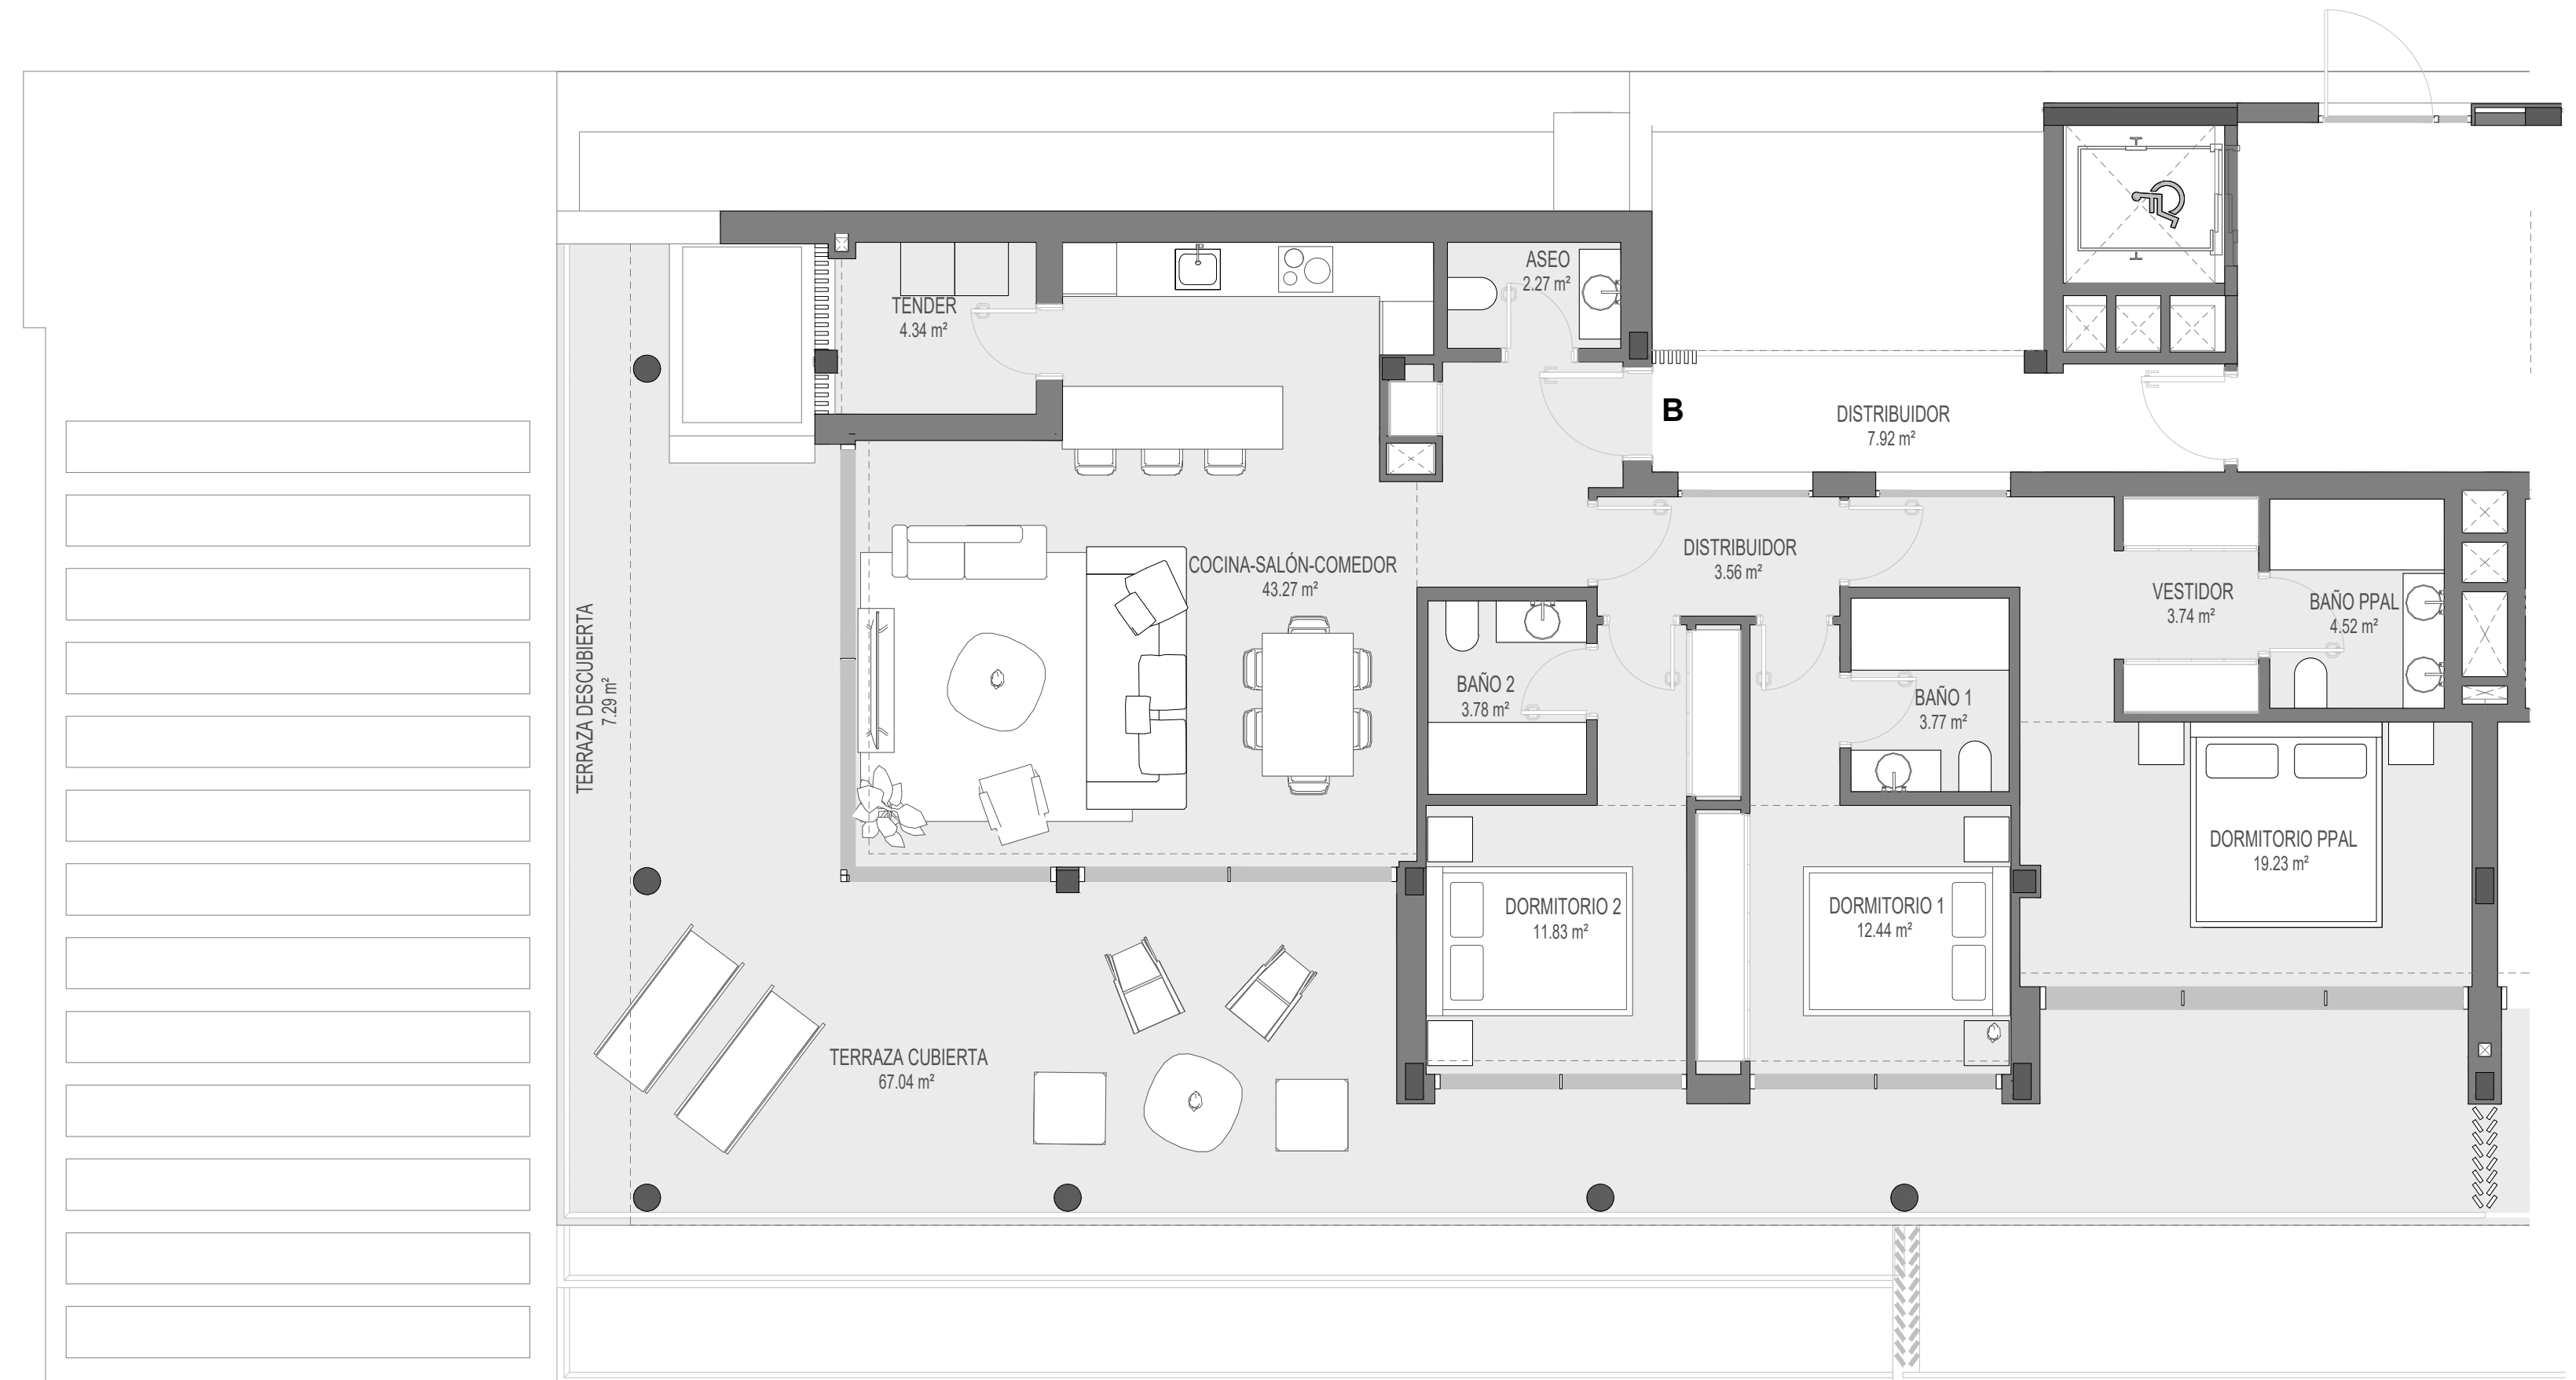 ASEO
2.27 m²
TENDER
4.34 m²
B
DISTRIBUIDOR
7.92 m²
COCINA-SALÓN-COMEDOR
43.27 m²
DISTRIBUIDOR
3.56 m²
VESTIDOR
3.74 m²
BAÑO PPAL
4.52 m²
TERRAZA DESCUBIERTA
7.29 m²
BAÑO 2
3.78 m²
BAÑO 1
3.77 m²
DORMITORIO PPAL
19.23 m²
DORMITORIO 2
11.83 m²
DORMITORIO 1
12.44 m²
TERRAZA CUBIERTA
67.04 m²